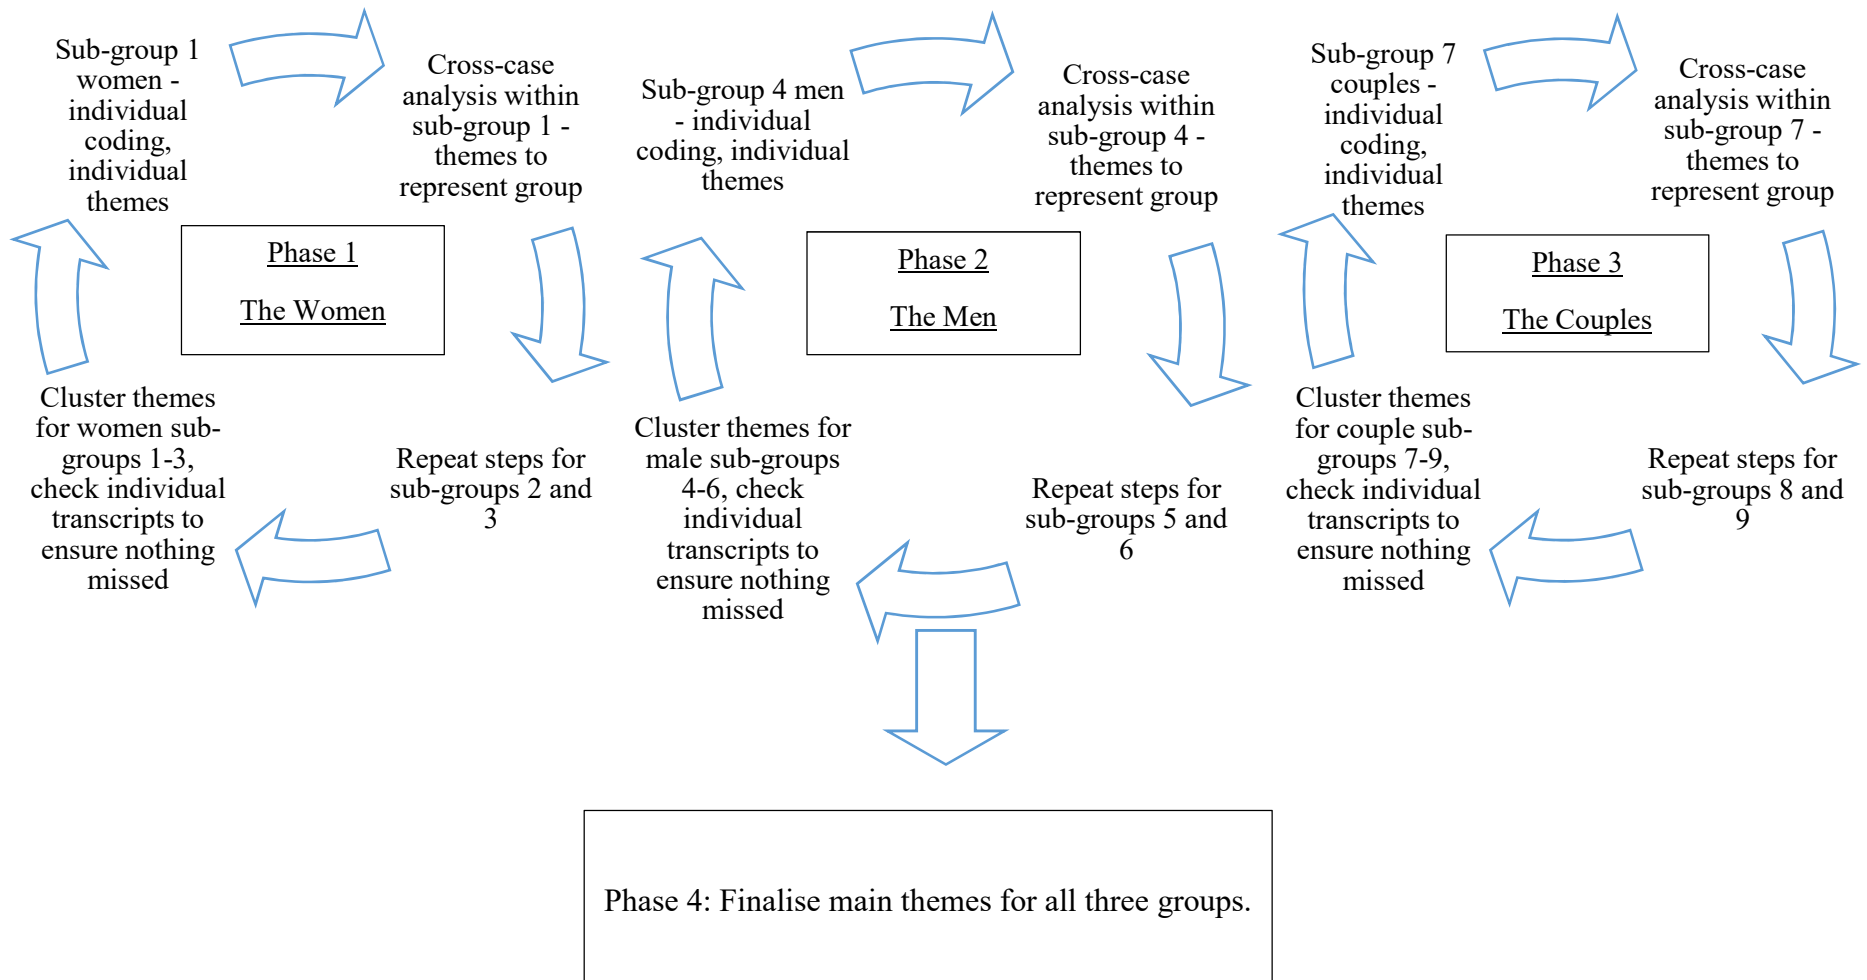 Sub-group 1
women -
individual
coding,
individual
themes
Cross-case
analysis within
sub-group 1 -
themes to
represent group
Phase 1
The Women
Repeat steps for
sub-groups 2 and
3
Cluster themes
for women sub-
groups 1-3,
check individual
transcripts to
ensure nothing
missed
Sub-group 4 men
- individual
coding, individual
themes
Cross-case
analysis within
sub-group 4 -
themes to
represent group
Phase 2
The Men
Repeat steps for
sub-groups 5 and
6
Cluster themes for
male sub-groups
4-6, check
individual
transcripts to
ensure nothing
missed
Sub-group 7
couples -
individual
coding,
individual
themes
Cross-case
analysis within
sub-group 7 -
themes to
represent group
Phase 3
The Couples
Repeat steps for
sub-groups 8 and
9
Cluster themes
for couple sub-
groups 7-9,
check individual
transcripts to
ensure nothing
missed
Phase 4: Finalise main themes for all three groups.